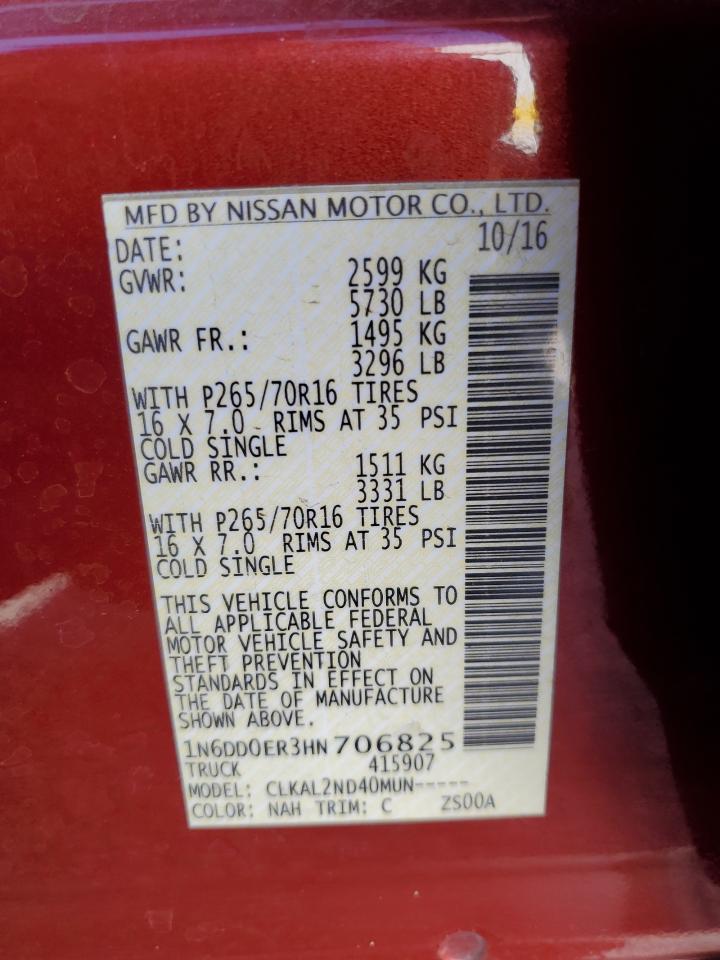 MFD BY NISSAN MOTOR CO., LTD.
DATE: 10/16
GVWR: 2599 KG
5730 LB
GAWR FR.: 1495 KG
3296 LB
WITH P265/70R16 TIRES
16 X 7.0 RIMS AT 35 PSI
COLD SINGLE
GAWR RR.: 1511 KG
3331 LB
WITH P265/70R16 TIRES
16 X 7.0 RIMS AT 35 PSI
COLD SINGLE
THIS VEHICLE CONFORMS TO
ALL APPLICABLE FEDERAL
MOTOR VEHICLE SAFETY AND
THEFT PREVENTION
STANDARDS IN EFFECT ON
THE DATE OF MANUFACTURE
SHOWN ABOVE.
1N6DD0ER3HN706825
TRUCK 415907
MODEL: CLKAL2ND40MUN-----
COLOR: NAH TRIM: C ZS00A